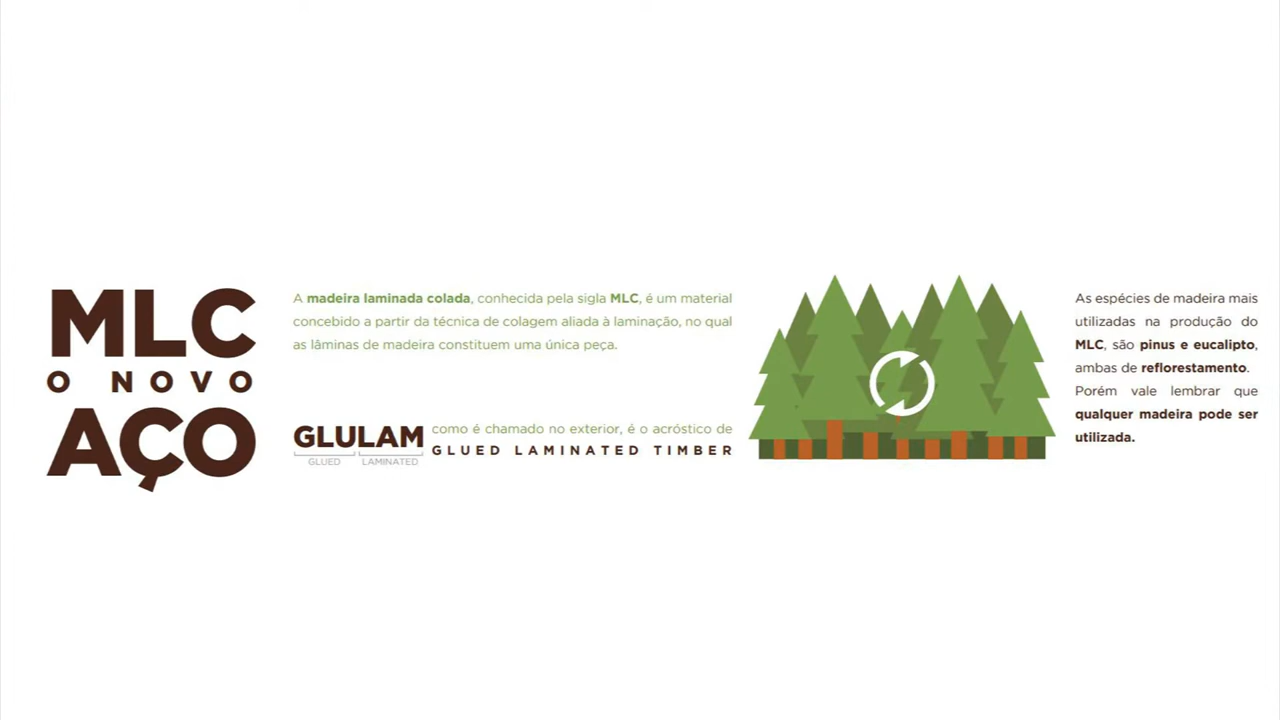 MLC
O NOVO
AÇO
A madeira laminada colada, conhecida pela sigla MLC, é um material
concebido a partir da técnica de colagem aliada à laminação, no qual
as lâminas de madeira constituem uma única peça.
GLULAM
GLUED LAMINATED
como é chamado no exterior, é o acróstico de
GLUED LAMINATED TIMBER
As espécies de madeira mais
utilizadas na produção do
MLC, são pinus e eucalipto,
ambas de reflorestamento.
Porém vale lembrar que
qualquer madeira pode ser
utilizada.